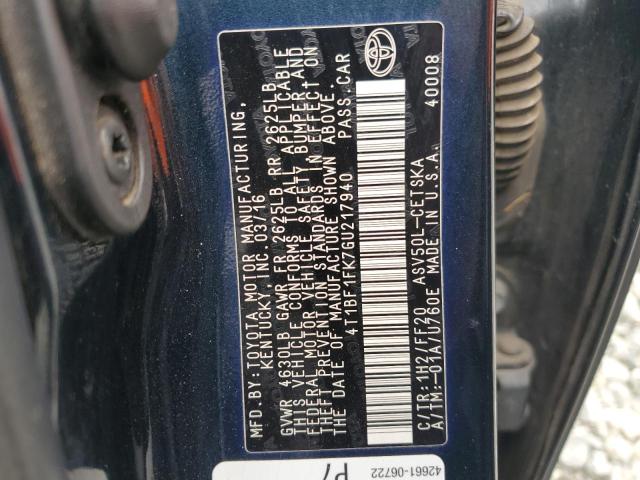 MFD.BY:TOYOTA MOTOR MANUFACTURING,
KENTUCKY, INC. 03/16
GVWR 4630LB GAWR FR 2625LB RR 2625LB
THIS VEHICLE CONFORMS TO ALL APPLICABLE
FEDERAL MOTOR VEHICLE SAFETY, BUMPER, AND
THEFT PREVENTION STANDARDS IN EFFECT ON
THE DATE OF MANUFACTURE SHOWN ABOVE.
4T1BF1FK7GU217940 PASS.CAR
C/TR:1H2/FF20 ASV50L-CETSKA
A/TM:-01A/U760E MADE IN U.S.A.
40008
42661-06722